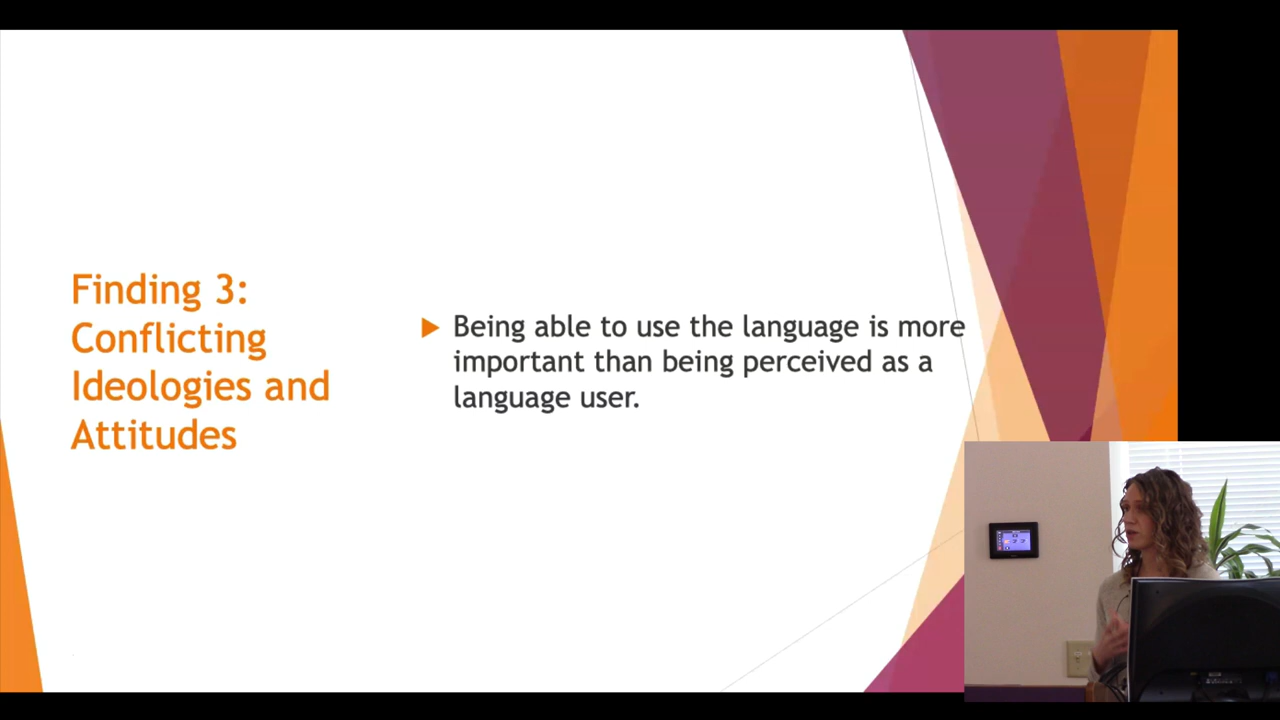 Finding 3:
Conflicting
Ideologies and
Attitudes
Being able to use the language is more
important than being perceived as a
language user.